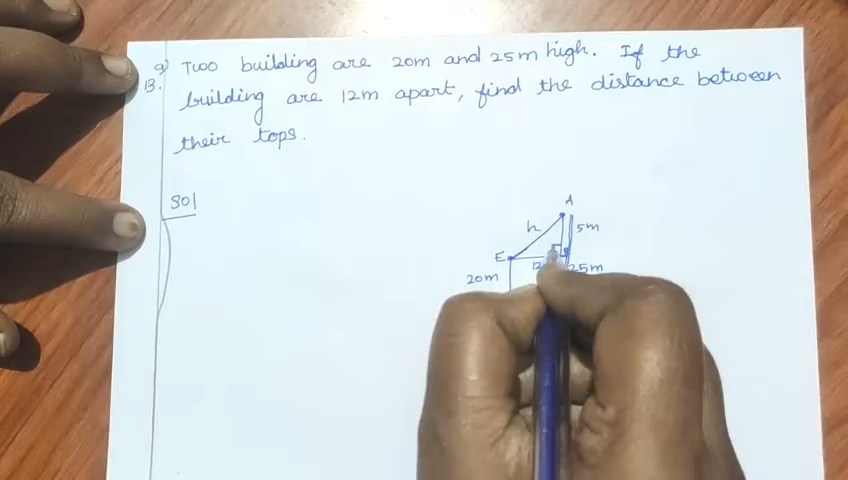 a) Two building are 20m and 25m high. If the
13. building are 12m apart, find the distance between
their tops.
Sol
A
h 5m
E
12
20m 25m